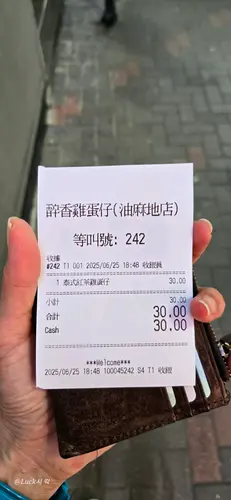 醉香雞蛋仔(油麻地店)
等叫號: 242
收據
#242 T1 001 2025/06/25 18:48 收銀員
1 泰式紅茶雞蛋仔 30.00
小計 30.00
合計 30.00
Cash 30.00
***Welcome***
2025/06/25 18:48 100045242 S4 T1 收銀